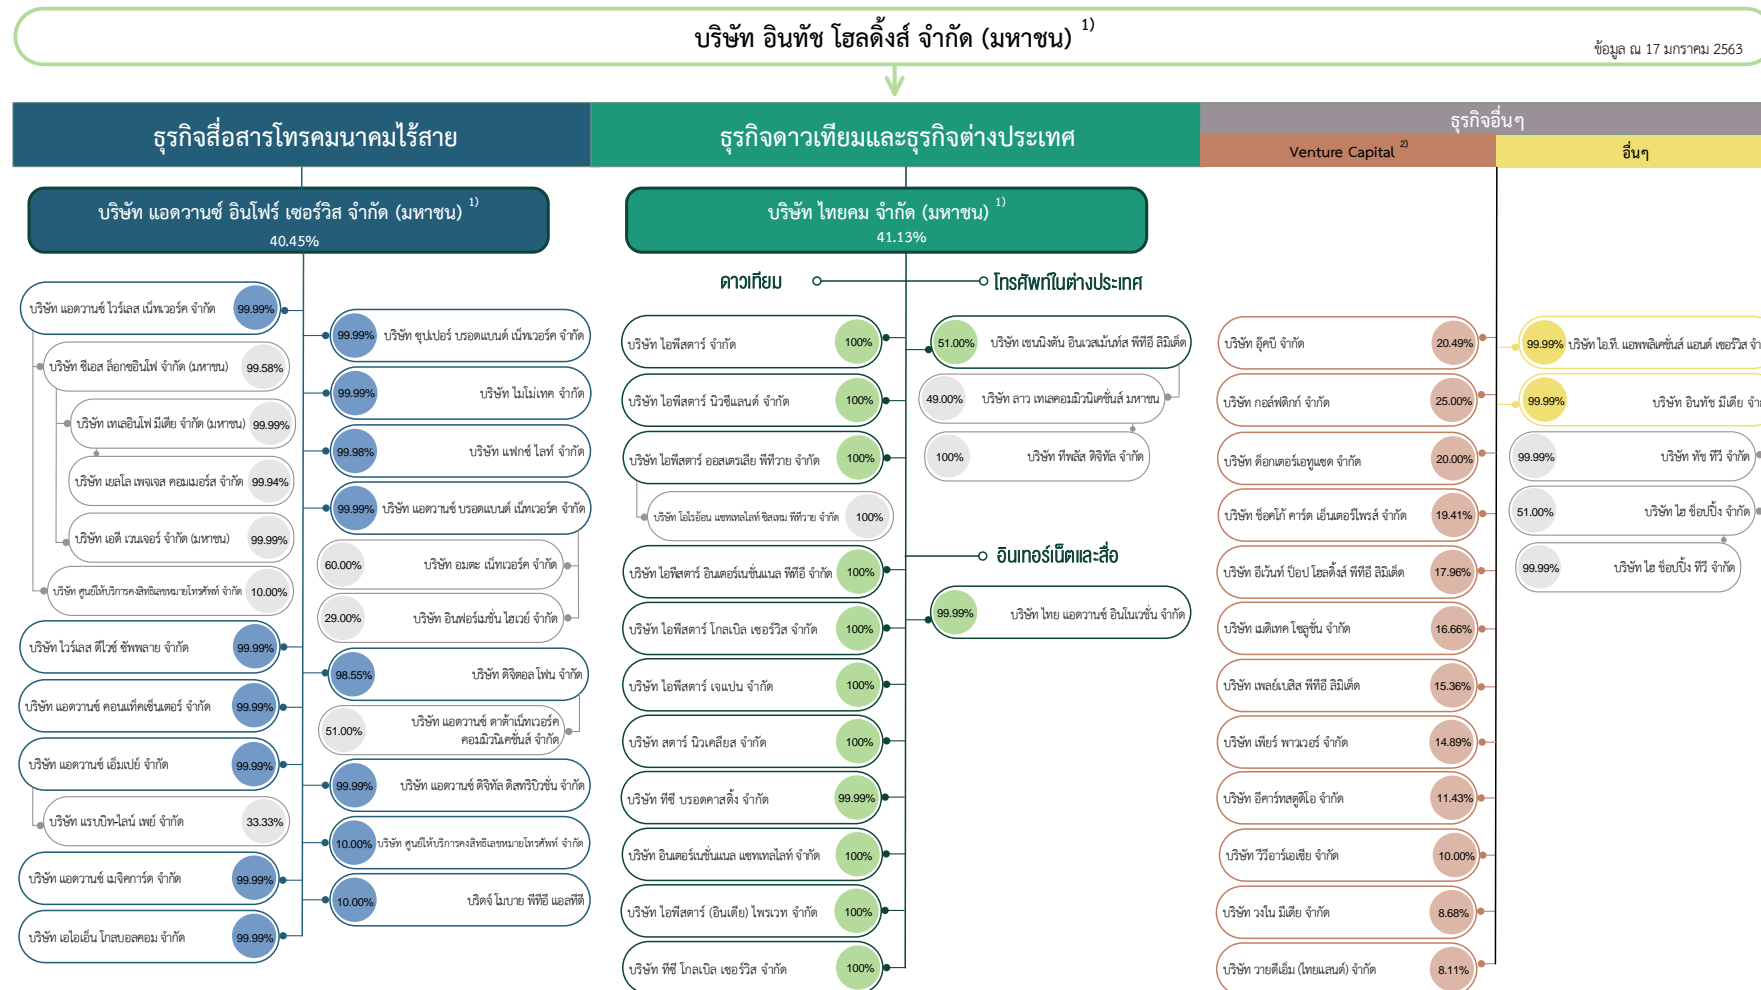 บริษัท อินทัช โฮลดิ้งส์ จำกัด (มหาชน) 1)
ข้อมูล ณ 17 มกราคม 2563
ธุรกิจสื่อสารโทรคมนาคมไร้สาย
บริษัท แอดวานซ์ อินโฟร์ เซอร์วิส จำกัด (มหาชน) 1)
40.45%
บริษัท แอดวานซ์ ไวร์เลส เน็ทเวอร์ค จำกัด 99.99%
บริษัท ซีเอส ล็อกซอินโฟ จำกัด (มหาชน) 99.58%
บริษัท เทเลอินโฟ มีเดีย จำกัด (มหาชน) 99.99%
บริษัท เยลโล เพจเจส คอมเมอร์ส จำกัด 99.94%
บริษัท เอดี เวนเจอร์ จำกัด (มหาชน) 99.99%
บริษัท ศูนย์ให้บริการคงสิทธิเลขหมายโทรศัพท์ จำกัด 10.00%
บริษัท ไวร์เลส ดีไวซ์ ซัพพลาย จำกัด 99.99%
บริษัท แอดวานซ์ คอนแท็คเซ็นเตอร์ จำกัด 99.99%
บริษัท แอดวานซ์ เอ็มเปย์ จำกัด 99.99%
บริษัท แรบบิท-ไลน์ เพย์ จำกัด 33.33%
บริษัท แอดวานซ์ เมจิคการ์ด จำกัด 99.99%
บริษัท เอไอเอ็น โกลบอลคอม จำกัด 99.99%
99.99% บริษัท ซุปเปอร์ บรอดแบนด์ เน็ทเวอร์ค จำกัด
99.99% บริษัท ไมโม่เทค จำกัด
99.98% บริษัท แฟกซ์ ไลท์ จำกัด
99.99% บริษัท แอดวานซ์ บรอดแบนด์ เน็ทเวอร์ค จำกัด
60.00% บริษัท อมตะ เน็ทเวอร์ค จำกัด
29.00% บริษัท อินฟอร์เมชั่น ไฮเวย์ จำกัด
98.55% บริษัท ดิจิตอล โฟน จำกัด
51.00% บริษัท แอดวานซ์ ดาต้าเน็ทเวอร์ค
คอมมิวนิเคชั่นส์ จำกัด
99.99% บริษัท แอดวานซ์ ดิจิทัล ดิสทริบิวชั่น จำกัด
10.00% บริษัท ศูนย์ให้บริการคงสิทธิเลขหมายโทรศัพท์ จำกัด
10.00% บริดจ์ โมบาย พีทีอี แอลทีดี
ธุรกิจดาวเทียมและธุรกิจต่างประเทศ
บริษัท ไทยคม จำกัด (มหาชน) 1)
41.13%
ดาวเทียม
บริษัท ไอพีสตาร์ จำกัด 100%
บริษัท ไอพีสตาร์ นิวซีแลนด์ จำกัด 100%
บริษัท ไอพีสตาร์ ออสเตรเลีย พีทีวาย จำกัด 100%
บริษัท โอไรอ้อน แซทเทลไลท์ ซิสเทม พีทีวาย จำกัด 100%
บริษัท ไอพีสตาร์ อินเตอร์เนชั่นแนล พีทีอี จำกัด 100%
บริษัท ไอพีสตาร์ โกลเบิล เซอร์วิส จำกัด 100%
บริษัท ไอพีสตาร์ เจแปน จำกัด 100%
บริษัท สตาร์ นิวเคลียส จำกัด 100%
บริษัท ทีซี บรอดคาสติ้ง จำกัด 99.99%
บริษัท อินเตอร์เนชั่นแนล แซทเทลไลท์ จำกัด 100%
บริษัท ไอพีสตาร์ (อินเดีย) ไพรเวท จำกัด 100%
บริษัท ทีซี โกลเบิล เซอร์วิส จำกัด 100%
โทรศัพท์ในต่างประเทศ
51.00% บริษัท เชนนิงตัน อินเวสเม้นท์ส พีทีอี ลิมิเต็ด
49.00% บริษัท ลาว เทเลคอมมิวนิเคชั่นส์ มหาชน
100% บริษัท ทีพลัส ดิจิทัล จำกัด
อินเทอร์เน็ตและสื่อ
99.99% บริษัท ไทย แอดวานซ์ อินโนเวชั่น จำกัด
ธุรกิจอื่นๆ
Venture Capital 2)
บริษัท อุ๊คบี จำกัด 20.49%
บริษัท กอล์ฟดิกก์ จำกัด 25.00%
บริษัท ด็อกเตอร์เอทูแซด จำกัด 20.00%
บริษัท ช็อคโก้ คาร์ด เอ็นเตอร์ไพรส์ จำกัด 19.41%
บริษัท อีเว้นท์ ป็อป โฮลดิ้งส์ พีทีอี ลิมิเต็ด 17.96%
บริษัท เมดิเทค โซลูชั่น จำกัด 16.66%
บริษัท เพลย์เบสิส พีทีอี ลิมิเต็ด 15.36%
บริษัท เพียร์ พาวเวอร์ จำกัด 14.89%
บริษัท อีคาร์ทสตูดิโอ จำกัด 11.43%
บริษัท วีวีอาร์เอเชีย จำกัด 10.00%
บริษัท วงใน มีเดีย จำกัด 8.68%
บริษัท วายดีเอ็ม (ไทยแลนด์) จำกัด 8.11%
อื่นๆ
99.99% บริษัท ไอ.ที. แอพพลิเคชั่นส์ แอนด์ เซอร์วิส จำ
99.99% บริษัท อินทัช มีเดีย จำ
99.99% บริษัท ทัช ทีวี จำกัด
51.00% บริษัท ไฮ ช็อปปิ้ง จำกัด
99.99% บริษัท ไฮ ช็อปปิ้ง ทีวี จำกัด